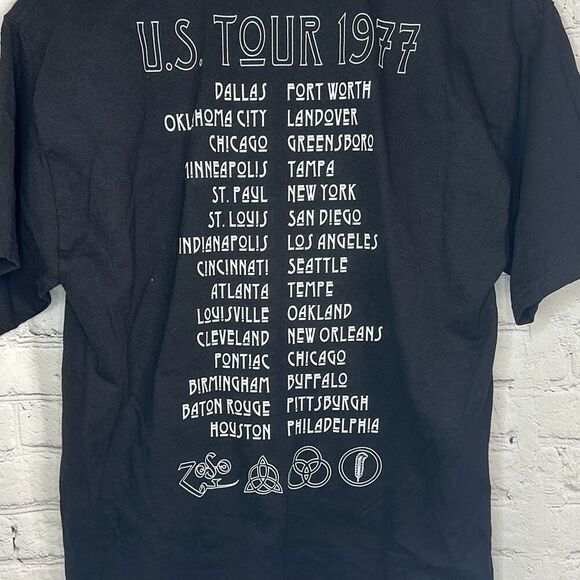 U.S. TOUR 1977
DALLAS FORT WORTH
OKLAHOMA CITY LANDOVER
CHICAGO GREENSBORO
MINNEAPOLIS TAMPA
ST. PAUL NEW YORK
ST. LOUIS SAN DIEGO
INDIANAPOLIS LOS ANGELES
CINCINNATI SEATTLE
ATLANTA TEMPE
LOUISVILLE OAKLAND
CLEVELAND NEW ORLEANS
PONTIAC CHICAGO
BIRMINGHAM BUFFALO
BATON ROUGE PITTSBURGH
HOUSTON PHILADELPHIA
ZoSo